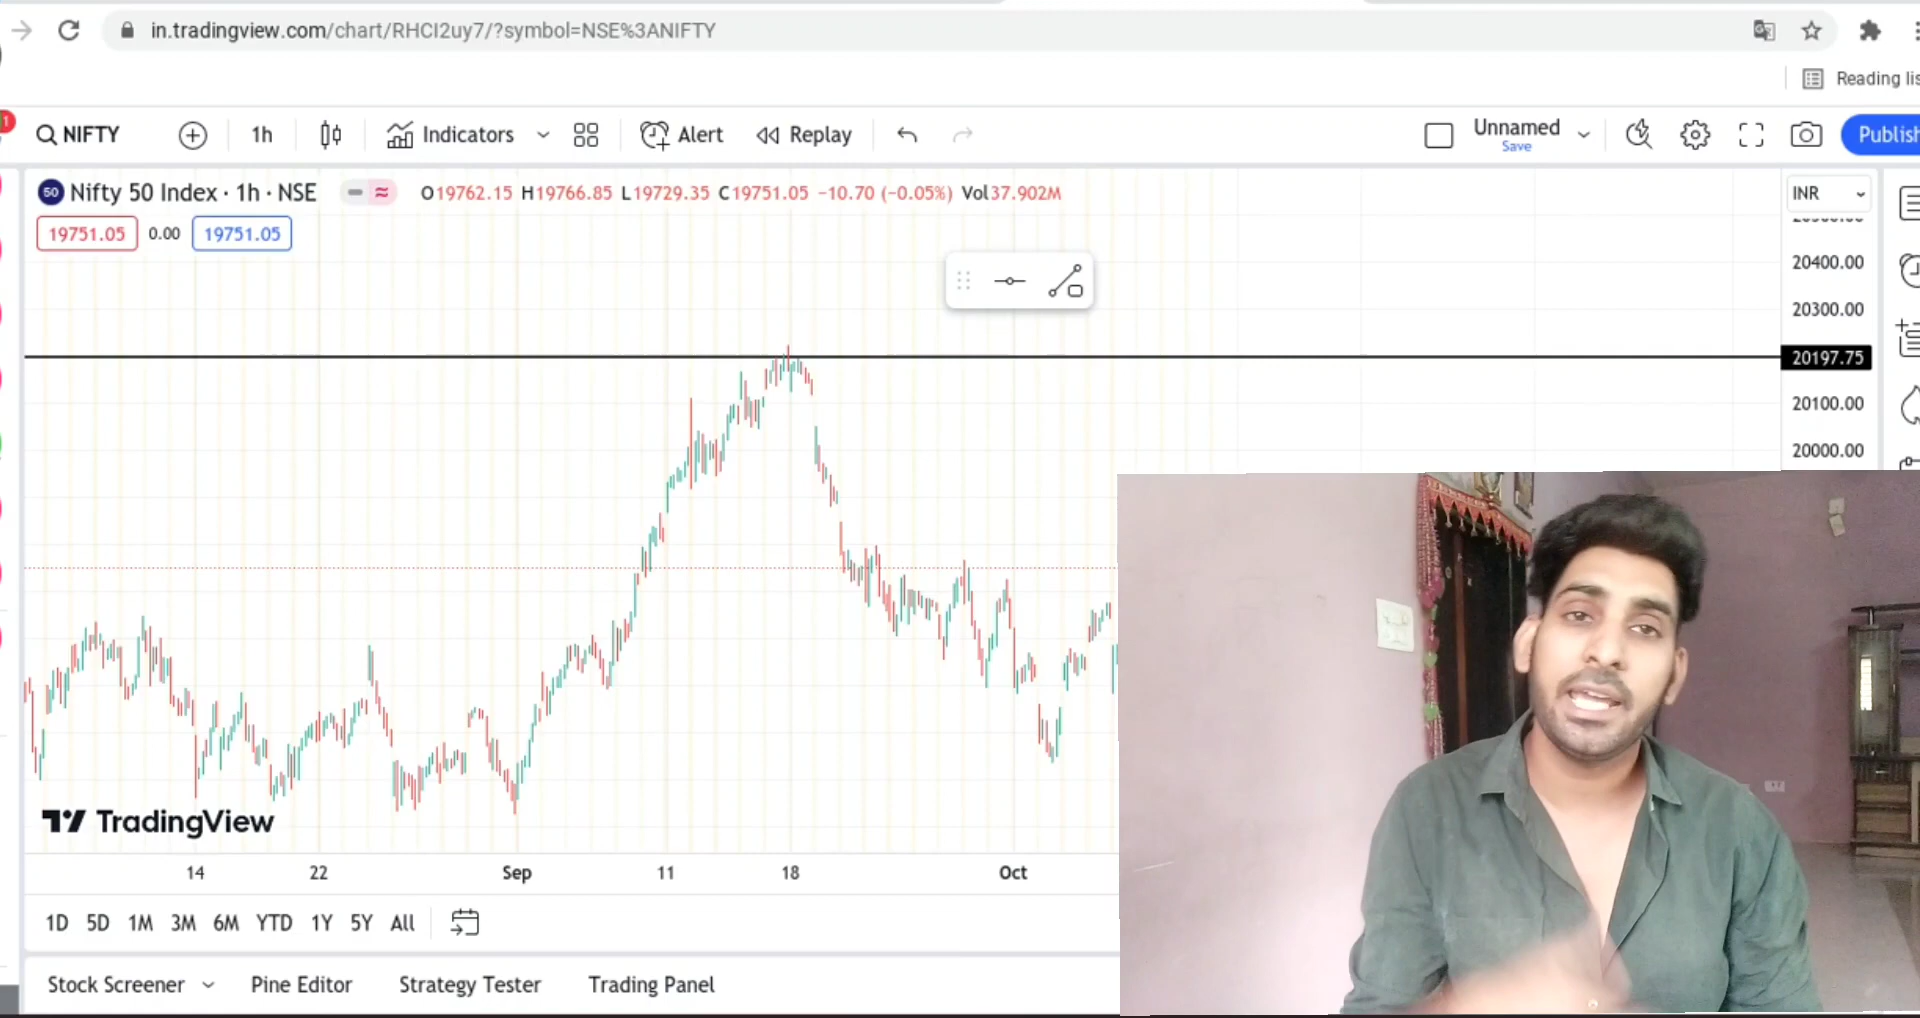 in.tradingview.com/chart/RHCI2uy7/?symbol=NSE%3ANIFTY
Reading lis
1
NIFTY
1h
Indicators
Alert
Replay
Unnamed
Save
Publish
50
Nifty 50 Index · 1h · NSE
O19762.15 H19766.85 L19729.35 C19751.05 −10.70 (−0.05%) Vol37.902M
INR
19751.05
0.00
19751.05
20400.00
20300.00
20197.75
20100.00
20000.00
TradingView
14
22
Sep
11
18
Oct
1D 5D 1M 3M 6M YTD 1Y 5Y All
Stock Screener
Pine Editor
Strategy Tester
Trading Panel